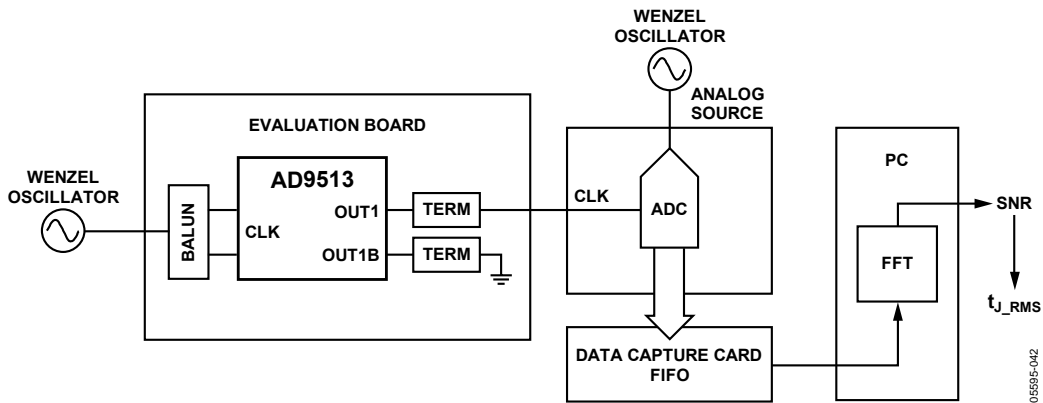 WENZEL
OSCILLATOR
ANALOG
SOURCE
EVALUATION BOARD
PC
WENZEL
OSCILLATOR
AD9513
BALUN
CLK
OUT1
TERM
OUT1B
TERM
CLK
ADC
FFT
SNR
tJ_RMS
DATA CAPTURE CARD
FIFO
05595-042